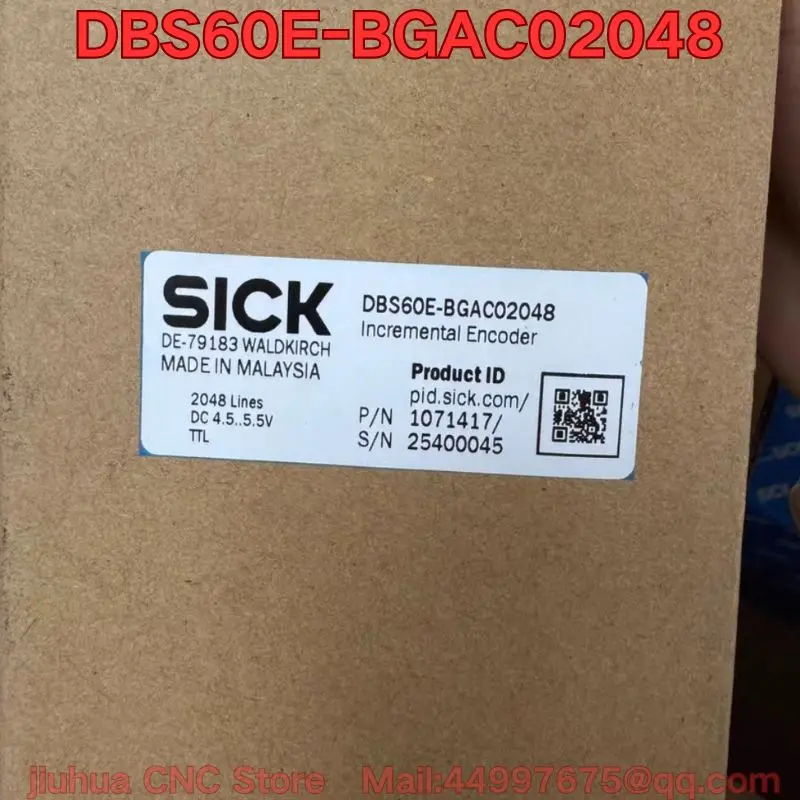 DBS60E-BGAC02048
SICK
DE-79183 WALDKIRCH
MADE IN MALAYSIA
2048 Lines
DC 4.5..5.5V
TTL
DBS60E-BGAC02048
Incremental Encoder
Product ID
pid.sick.com/
P/N 1071417/
S/N 25400045
SICK
jiuhua CNC Store Mail:44997675@qq.com